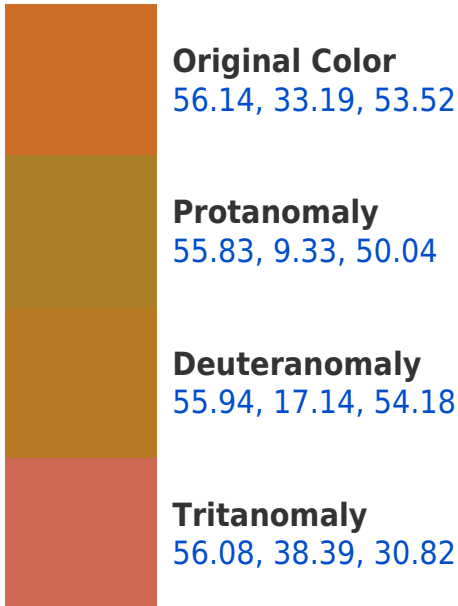 Original Color
56.14, 33.19, 53.52
Protanomaly
55.83, 9.33, 50.04
Deuteranomaly
55.94, 17.14, 54.18
Tritanomaly
56.08, 38.39, 30.82